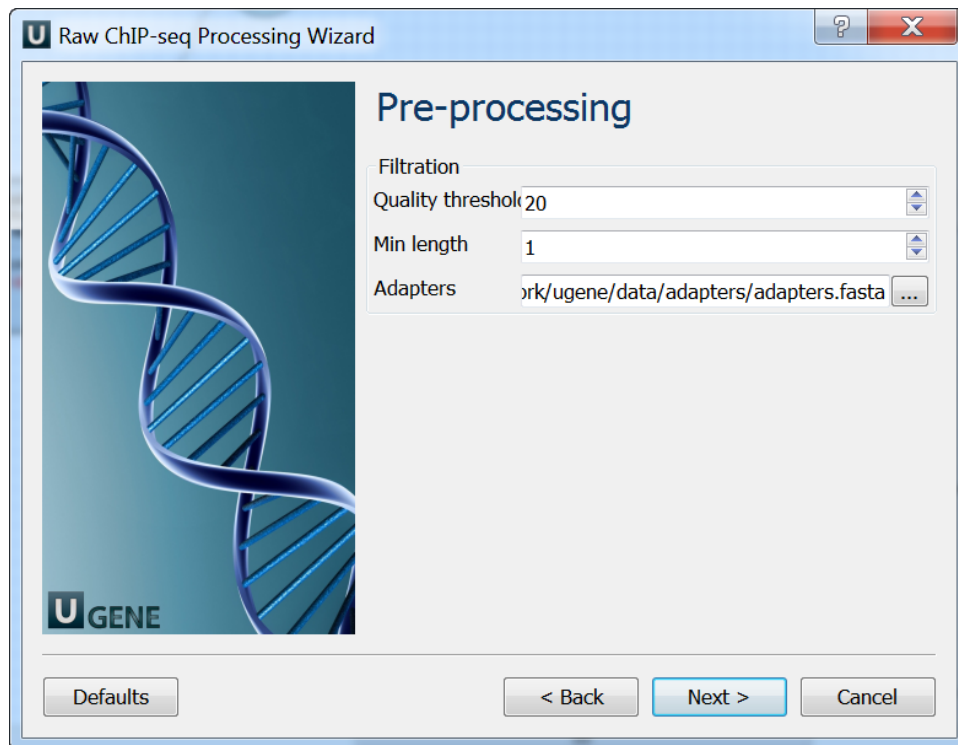 U Raw ChIP-seq Processing Wizard
Pre-processing
Filtration
Quality threshol 20
Min length 1
Adapters ork/ugene/data/adapters/adapters.fasta ...
U GENE
Defaults < Back Next > Cancel